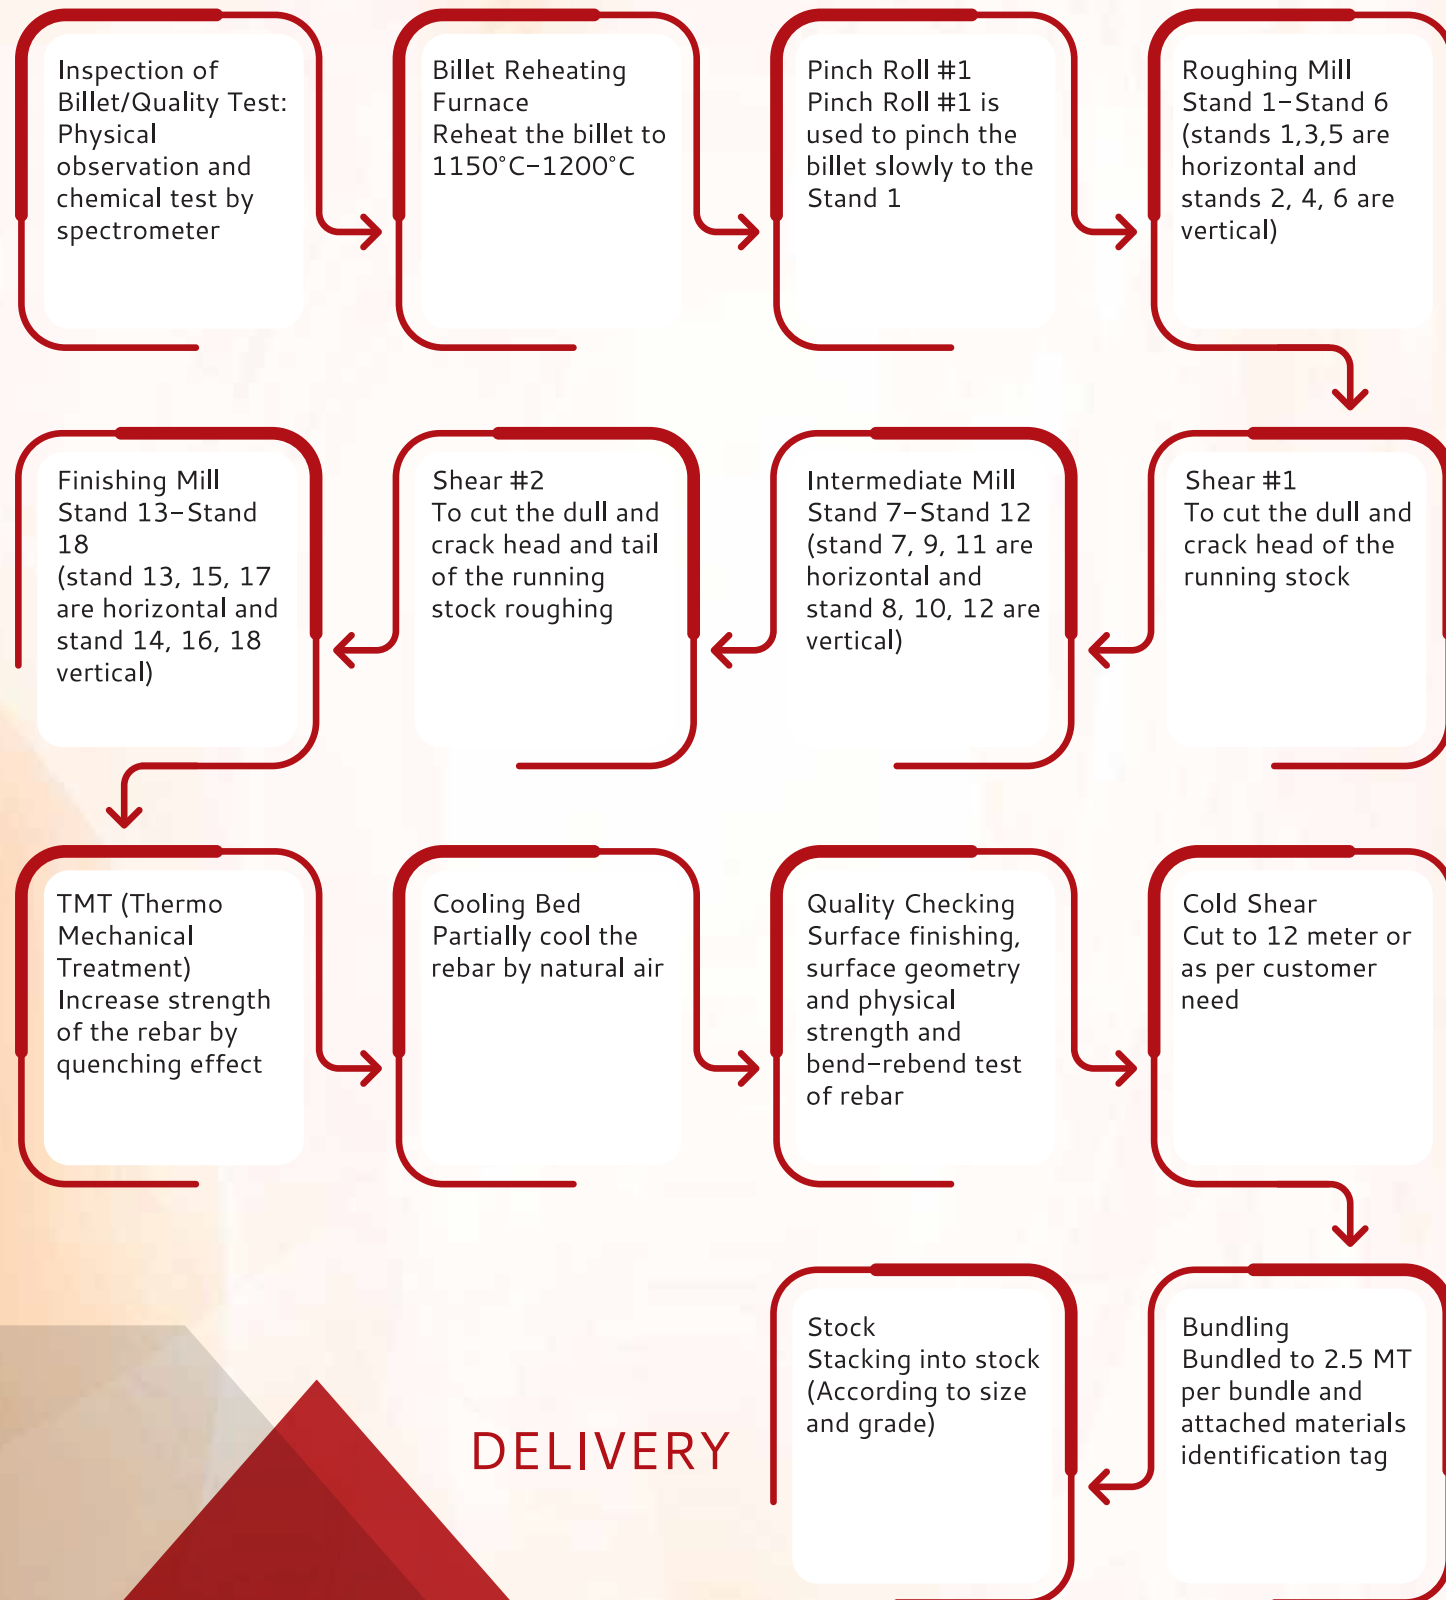 Inspection of
Billet/Quality Test:
Physical
observation and
chemical test by
spectrometer
Billet Reheating
Furnace
Reheat the billet to
1150°C–1200°C
Pinch Roll #1
Pinch Roll #1 is
used to pinch the
billet slowly to the
Stand 1
Roughing Mill
Stand 1–Stand 6
(stands 1,3,5 are
horizontal and
stands 2, 4, 6 are
vertical)
Shear #1
To cut the dull and
crack head of the
running stock
Intermediate Mill
Stand 7–Stand 12
(stand 7, 9, 11 are
horizontal and
stand 8, 10, 12 are
vertical)
Shear #2
To cut the dull and
crack head and tail
of the running
stock roughing
Finishing Mill
Stand 13–Stand
18
(stand 13, 15, 17
are horizontal and
stand 14, 16, 18
vertical)
TMT (Thermo
Mechanical
Treatment)
Increase strength
of the rebar by
quenching effect
Cooling Bed
Partially cool the
rebar by natural air
Quality Checking
Surface finishing,
surface geometry
and physical
strength and
bend–rebend test
of rebar
Cold Shear
Cut to 12 meter or
as per customer
need
Bundling
Bundled to 2.5 MT
per bundle and
attached materials
identification tag
Stock
Stacking into stock
(According to size
and grade)
DELIVERY